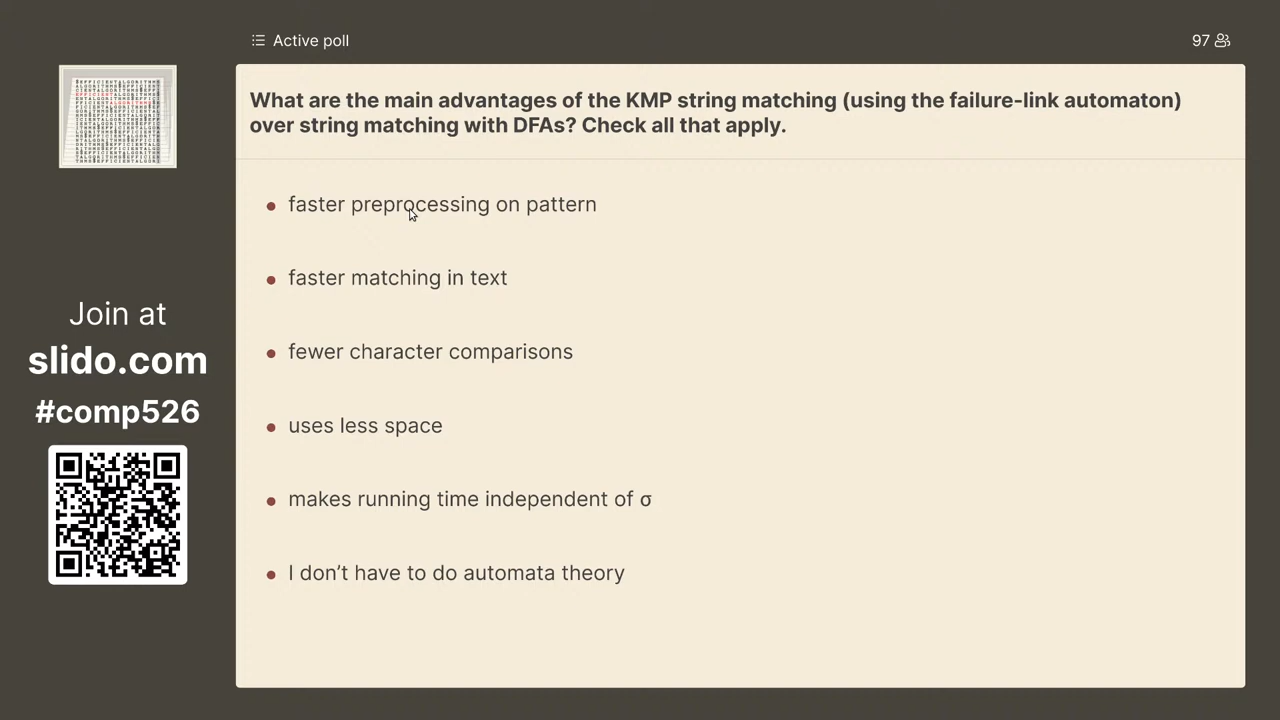 Active poll
97
What are the main advantages of the KMP string matching (using the failure-link automaton)
over string matching with DFAs? Check all that apply.
faster preprocessing on pattern
faster matching in text
fewer character comparisons
uses less space
makes running time independent of σ
I don’t have to do automata theory
Join at
slido.com
#comp526